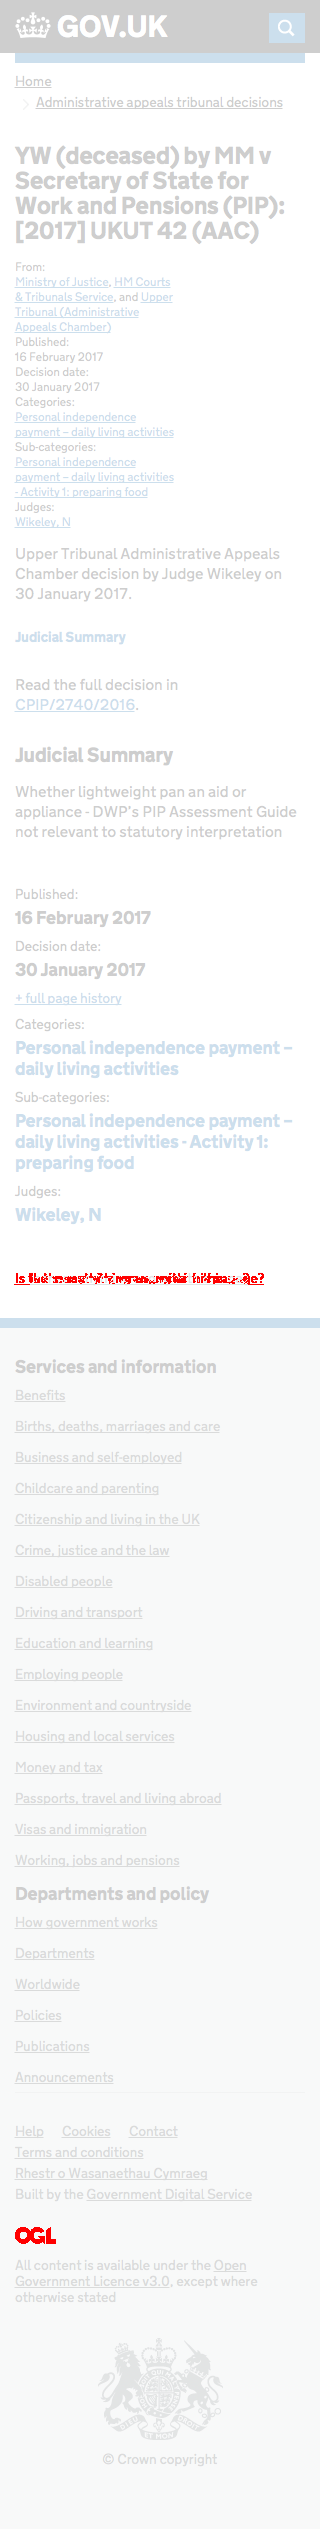 GOV.UK
Home
Administrative appeals tribunal decisions
YW (deceased) by MM v
Secretary of State for
Work and Pensions (PIP):
[2017] UKUT 42 (AAC)
From:
Ministry of Justice, HM Courts
& Tribunals Service, and Upper
Tribunal (Administrative
Appeals Chamber)
Published:
16 February 2017
Decision date:
30 January 2017
Categories:
Personal independence
payment – daily living activities
Sub-categories:
Personal independence
payment – daily living activities
- Activity 1: preparing food
Judges:
Wikeley, N
Upper Tribunal Administrative Appeals
Chamber decision by Judge Wikeley on
30 January 2017.
Judicial Summary
Read the full decision in
CPIP/2740/2016.
Judicial Summary
Whether lightweight pan an aid or
appliance - DWP's PIP Assessment Guide
not relevant to statutory interpretation
Published:
16 February 2017
Decision date:
30 January 2017
+ full page history
Categories:
Personal independence payment –
daily living activities
Sub-categories:
Personal independence payment –
daily living activities - Activity 1:
preparing food
Judges:
Wikeley, N
Is
Services and information
Benefits
Births, deaths, marriages and care
Business and self-employed
Childcare and parenting
Citizenship and living in the UK
Crime, justice and the law
Disabled people
Driving and transport
Education and learning
Employing people
Environment and countryside
Housing and local services
Money and tax
Passports, travel and living abroad
Visas and immigration
Working, jobs and pensions
Departments and policy
How government works
Departments
Worldwide
Policies
Publications
Announcements
Help Cookies Contact
Terms and conditions
Rhestr o Wasanaethau Cymraeg
Built by the Government Digital Service
OGL
All content is available under the Open
Government Licence v3.0, except where
otherwise stated
© Crown copyright